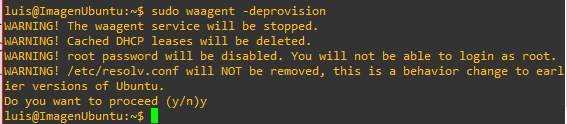 luis@ImagenUbuntu:~$ sudo waagent -deprovision
WARNING! The waagent service will be stopped.
WARNING! Cached DHCP leases will be deleted.
WARNING! root password will be disabled. You will not be able to login as root.
WARNING! /etc/resolv.conf will NOT be removed, this is a behavior change to earl
ier versions of Ubuntu.
Do you want to proceed (y/n)y
luis@ImagenUbuntu:~$